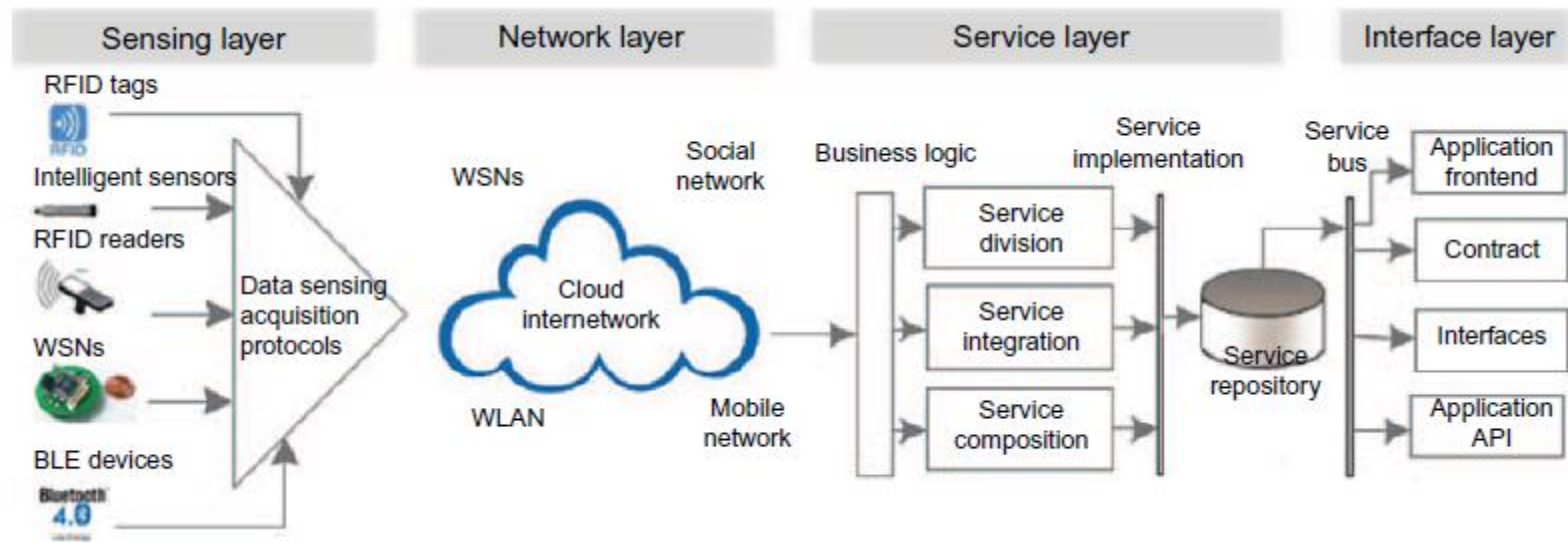 Sensing layer
Network layer
Service layer
Interface layer
RFID tags
RFID
Intelligent sensors
RFID readers
WSNs
BLE devices
Bluetooth
4.0
Data sensing
acquisition
protocols
WSNs
Social
network
Cloud
internetwork
WLAN
Mobile
network
Business logic
Service
division
Service
integration
Service
composition
Service
implementation
Service
repository
Service
bus
Application
frontend
Contract
Interfaces
Application
API